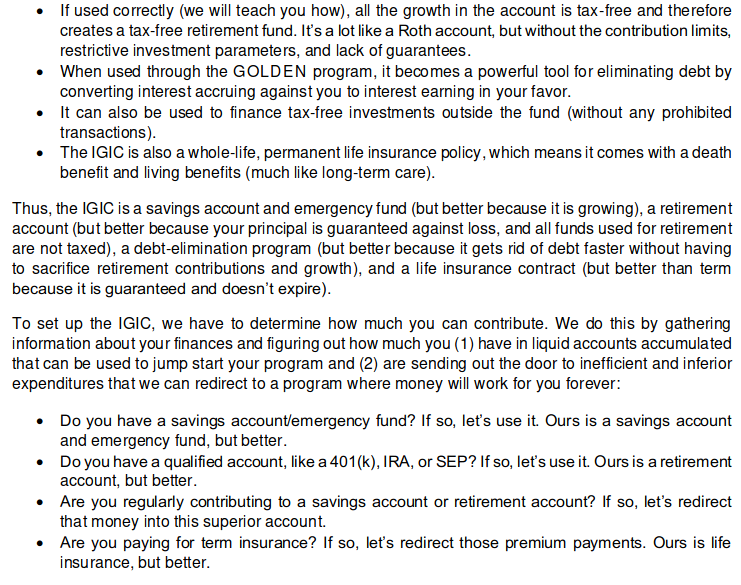 • If used correctly (we will teach you how), all the growth in the account is tax-free and therefore
creates a tax-free retirement fund. It's a lot like a Roth account, but without the contribution limits,
restrictive investment parameters, and lack of guarantees.
• When used through the GOLDEN program, it becomes a powerful tool for eliminating debt by
converting interest accruing against you to interest earning in your favor.
• It can also be used to finance tax-free investments outside the fund (without any prohibited
transactions).
• The IGIC is also a whole-life, permanent life insurance policy, which means it comes with a death
benefit and living benefits (much like long-term care).
Thus, the IGIC is a savings account and emergency fund (but better because it is growing), a retirement
account (but better because your principal is guaranteed against loss, and all funds used for retirement
are not taxed), a debt-elimination program (but better because it gets rid of debt faster without having
to sacrifice retirement contributions and growth), and a life insurance contract (but better than term
because it is guaranteed and doesn't expire).
To set up the IGIC, we have to determine how much you can contribute. We do this by gathering
information about your finances and figuring out how much you (1) have in liquid accounts accumulated
that can be used to jump start your program and (2) are sending out the door to inefficient and inferior
expenditures that we can redirect to a program where money will work for you forever:
• Do you have a savings account/emergency fund? If so, let's use it. Ours is a savings account
and emergency fund, but better.
• Do you have a qualified account, like a 401(k), IRA, or SEP? If so, let's use it. Ours is a retirement
account, but better.
• Are you regularly contributing to a savings account or retirement account? If so, let's redirect
that money into this superior account.
• Are you paying for term insurance? If so, let's redirect those premium payments. Ours is life
insurance, but better.